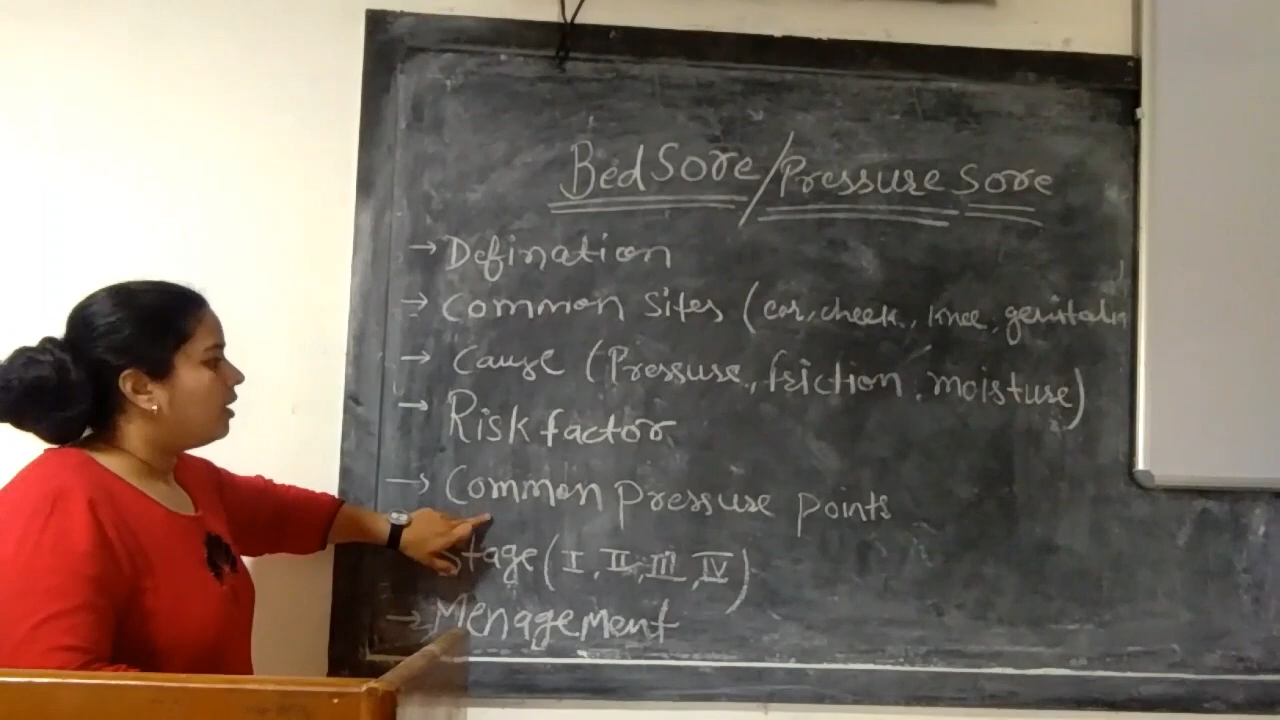 Bed Sore/Pressure Sore
→ Defination
→ Common Sites (ear, cheek, knee, genitalia
→ Cause (Pressure, friction, moisture)
→ Risk factor
→ Common pressure points
Stage (I, II, III, IV)
→ Menagement